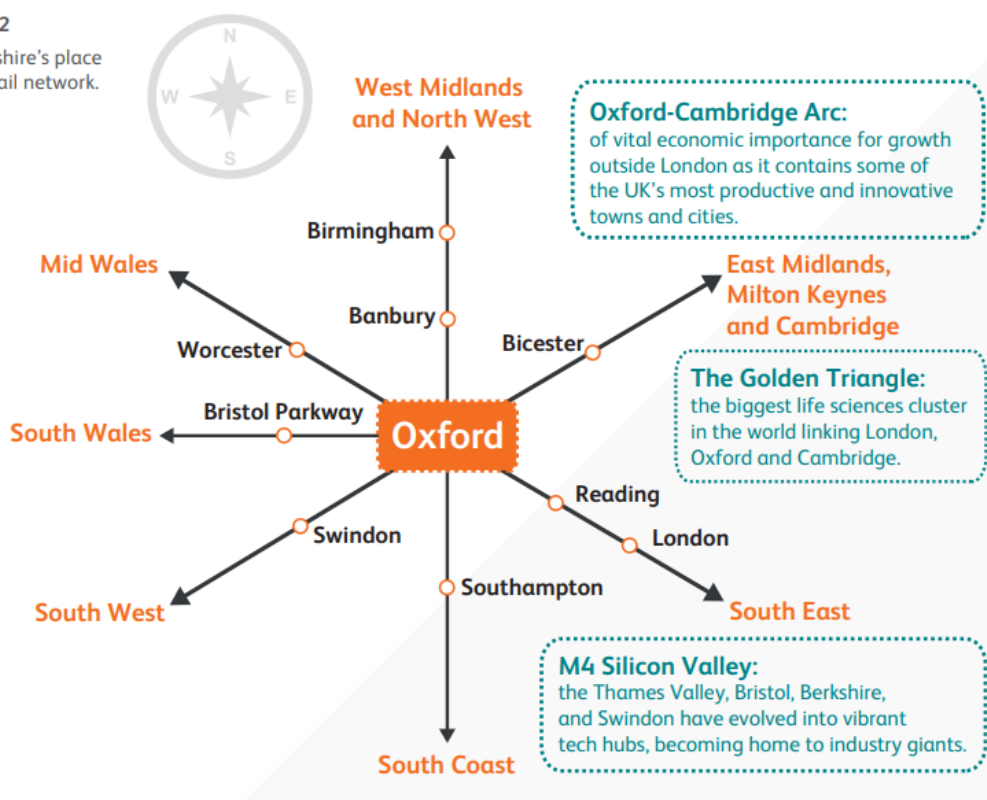 2
shire's place
ail network.
N
W
E
S
West Midlands
and North West
Oxford-Cambridge Arc:
of vital economic importance for growth
outside London as it contains some of
the UK's most productive and innovative
towns and cities.
Birmingham
Mid Wales
East Midlands,
Milton Keynes
and Cambridge
Banbury
Bicester
Worcester
The Golden Triangle:
the biggest life sciences cluster
in the world linking London,
Oxford and Cambridge.
Bristol Parkway
South Wales
Oxford
Reading
Swindon
London
Southampton
South West
South East
M4 Silicon Valley:
the Thames Valley, Bristol, Berkshire,
and Swindon have evolved into vibrant
tech hubs, becoming home to industry giants.
South Coast